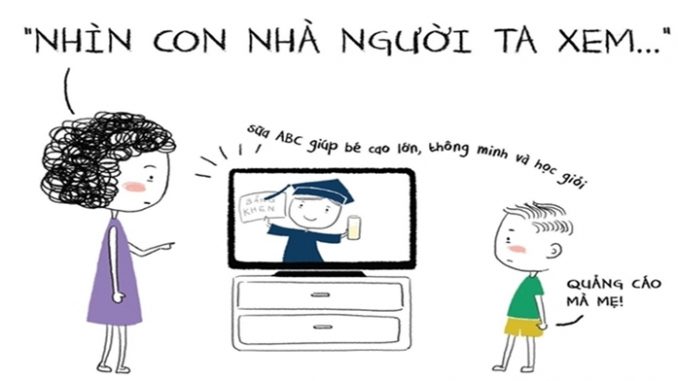 "NHÌN CON NHÀ NGƯỜI TA XEM..."
sữa ABC giúp bé cao lớn, thông minh và học giỏi
BẰNG
KHEN
QUẢNG CÁO
MÀ MẸ!